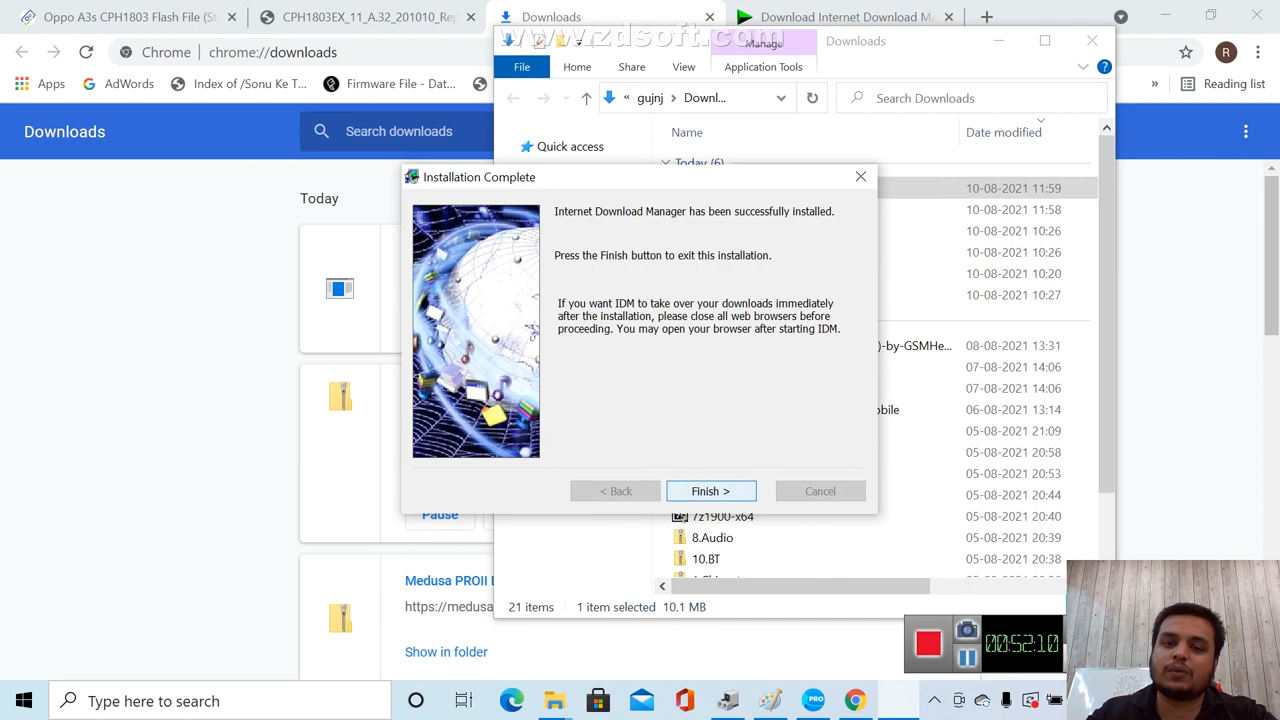 Oppo A3s CPH1803 Flash File (St
CPH1803EX_11_A.32_201010_Rep
Downloads
Download Internet Download M
www.zdsoft.com
Manage
Downloads
Chrome
chrome://downloads
R
File
Home
Share
View
Application Tools
Apps
AdWords
Index of /Sonu Ke T...
Firmware Fi - Dat...
»
Reading list
« gujnj
Downl...
Search Downloads
Downloads
Search downloads
Name
Date modified
Quick access
Today (6)
Today
Installation Complete
10-08-2021 11:59
10-08-2021 11:58
10-08-2021 10:26
10-08-2021 10:26
10-08-2021 10:20
10-08-2021 10:27
Internet Download Manager has been successfully installed.
Press the Finish button to exit this installation.
If you want IDM to take over your downloads immediately
after the installation, please close all web browsers before
proceeding. You may open your browser after starting IDM.
)-by-GSMHe...
08-08-2021 13:31
07-08-2021 14:06
07-08-2021 14:06
obile
06-08-2021 13:14
05-08-2021 21:09
05-08-2021 20:58
05-08-2021 20:53
05-08-2021 20:44
< Back
Finish >
Cancel
Pause
7z1900-x64
05-08-2021 20:40
8.Audio
05-08-2021 20:39
10.BT
05-08-2021 20:38
Medusa PROII
https://medusa
Show in folder
21 items
1 item selected
10.1 MB
00:52:10
Type here to search
PRO